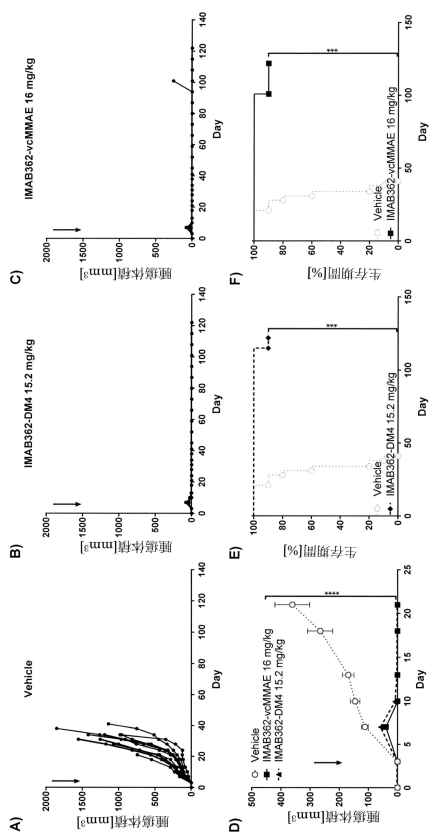 A)
Vehicle
腫瘍体積[mm³]
2000
1500
1000
500
0
0 20 40 60 80 100 120 140
Day
B)
IMAB362-DM4 15.2 mg/kg
腫瘍体積[mm³]
2000
1500
1000
500
0
0 20 40 60 80 100 120 140
Day
C)
IMAB362-vcMMAE 16 mg/kg
腫瘍体積[mm³]
2000
1500
1000
500
0
0 20 40 60 80 100 120 140
Day
D)
腫瘍体積[mm³]
500
400
300
200
100
0
Vehicle
IMAB362-vcMMAE 16 mg/kg
IMAB362-DM4 15.2 mg/kg
****
0 5 10 15 20 25
Day
E)
生存期間[%]
100
80
60
40
20
0
Vehicle
IMAB362-DM4 15.2 mg/kg
***
0 50 100 150
Day
F)
生存期間[%]
100
80
60
40
20
0
Vehicle
IMAB362-vcMMAE 16 mg/kg
***
0 50 100 150
Day